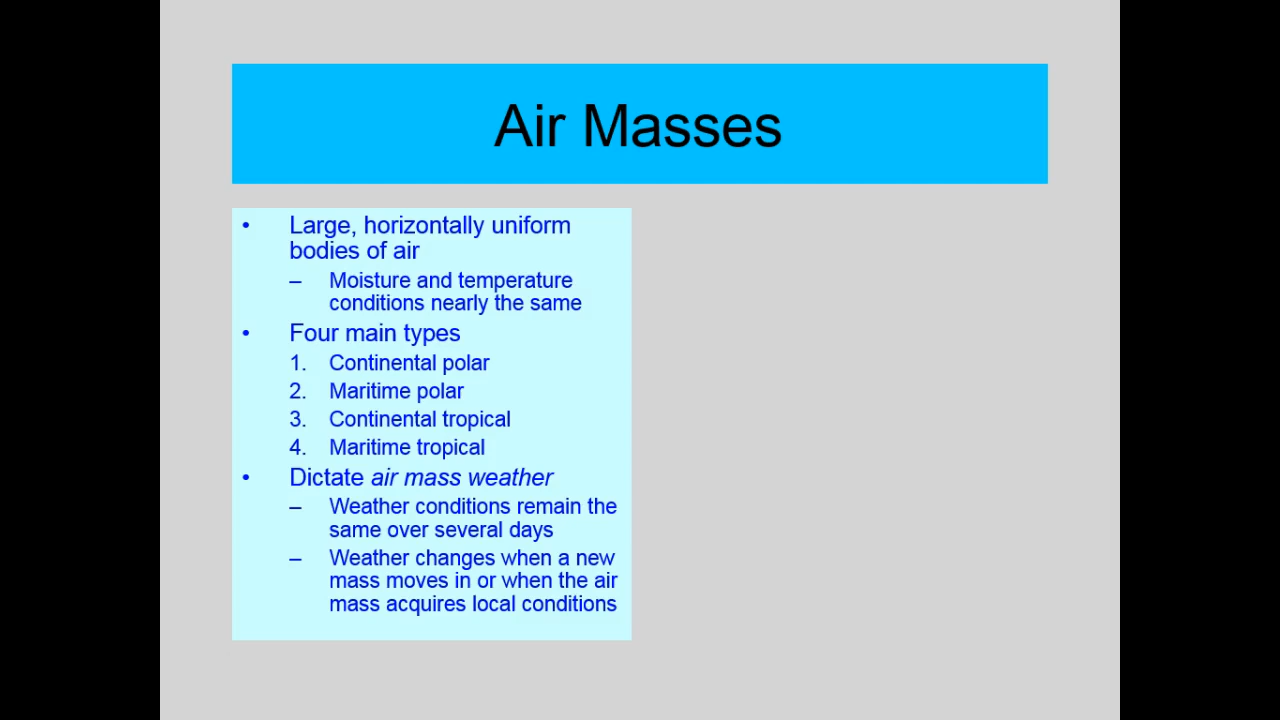 Air Masses
• Large, horizontally uniform
bodies of air
– Moisture and temperature
conditions nearly the same
• Four main types
1. Continental polar
2. Maritime polar
3. Continental tropical
4. Maritime tropical
• Dictate air mass weather
– Weather conditions remain the
same over several days
– Weather changes when a new
mass moves in or when the air
mass acquires local conditions